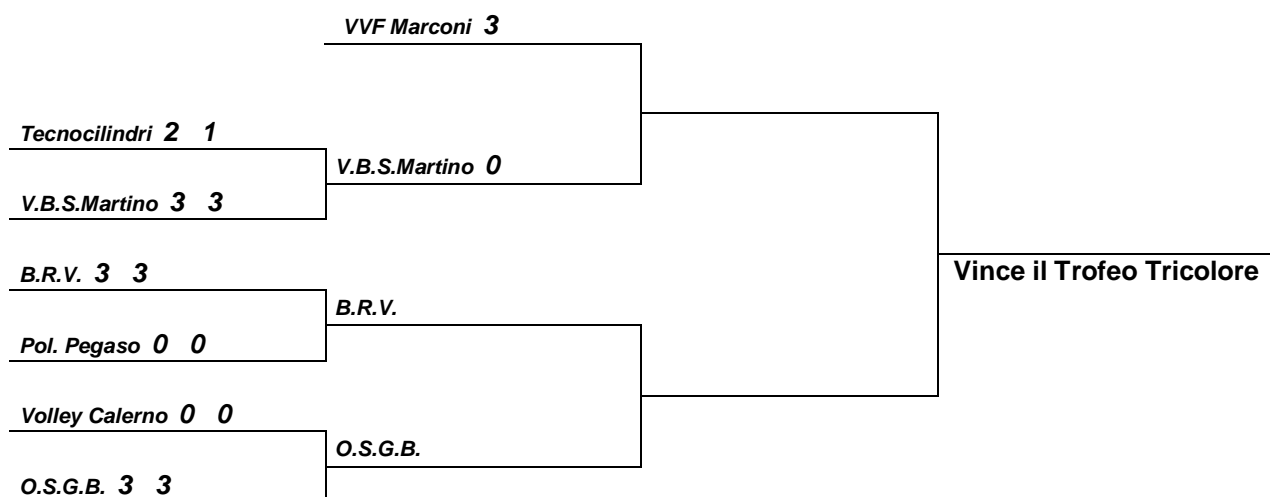 VVF Marconi 3
Tecnocilindri 2 1
V.B.S.Martino 0
V.B.S.Martino 3 3
B.R.V. 3 3
Vince il Trofeo Tricolore
B.R.V.
Pol. Pegaso 0 0
Volley Calerno 0 0
O.S.G.B.
O.S.G.B. 3 3